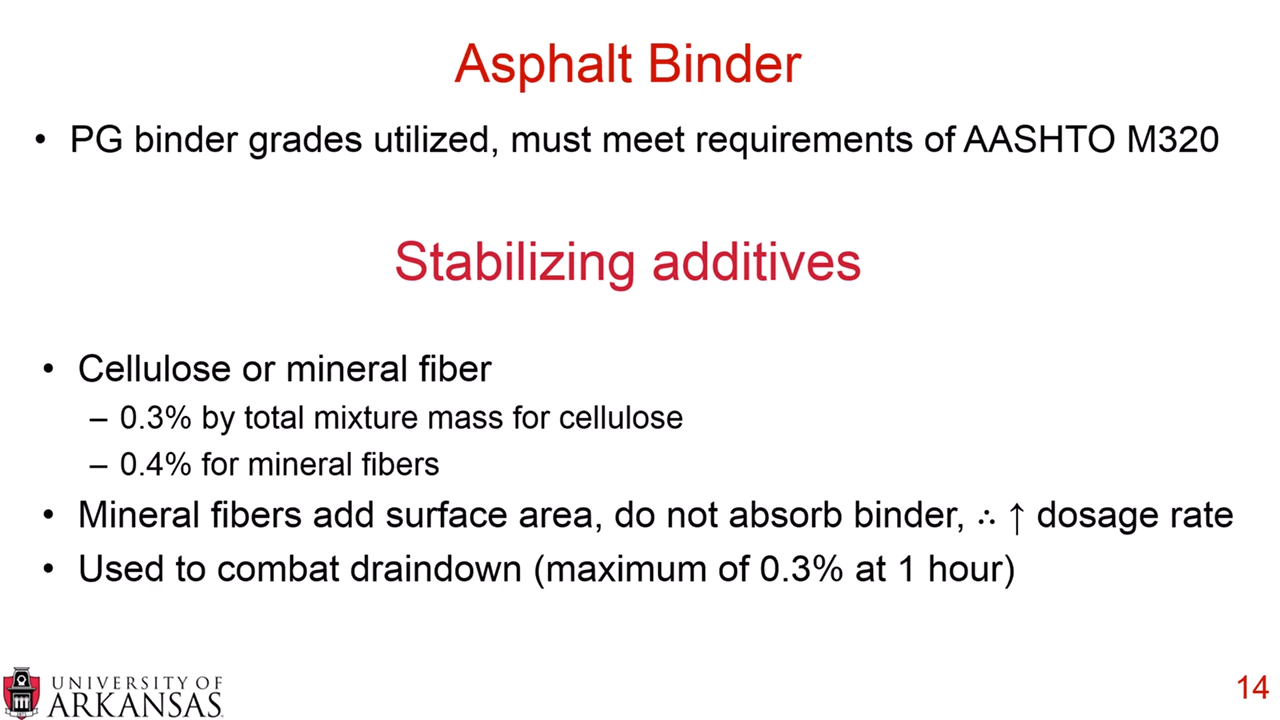 Asphalt Binder
• PG binder grades utilized, must meet requirements of AASHTO M320
Stabilizing additives
• Cellulose or mineral fiber
– 0.3% by total mixture mass for cellulose
– 0.4% for mineral fibers
• Mineral fibers add surface area, do not absorb binder, ∴ ↑ dosage rate
• Used to combat draindown (maximum of 0.3% at 1 hour)
UNIVERSITY OF
ARKANSAS
14